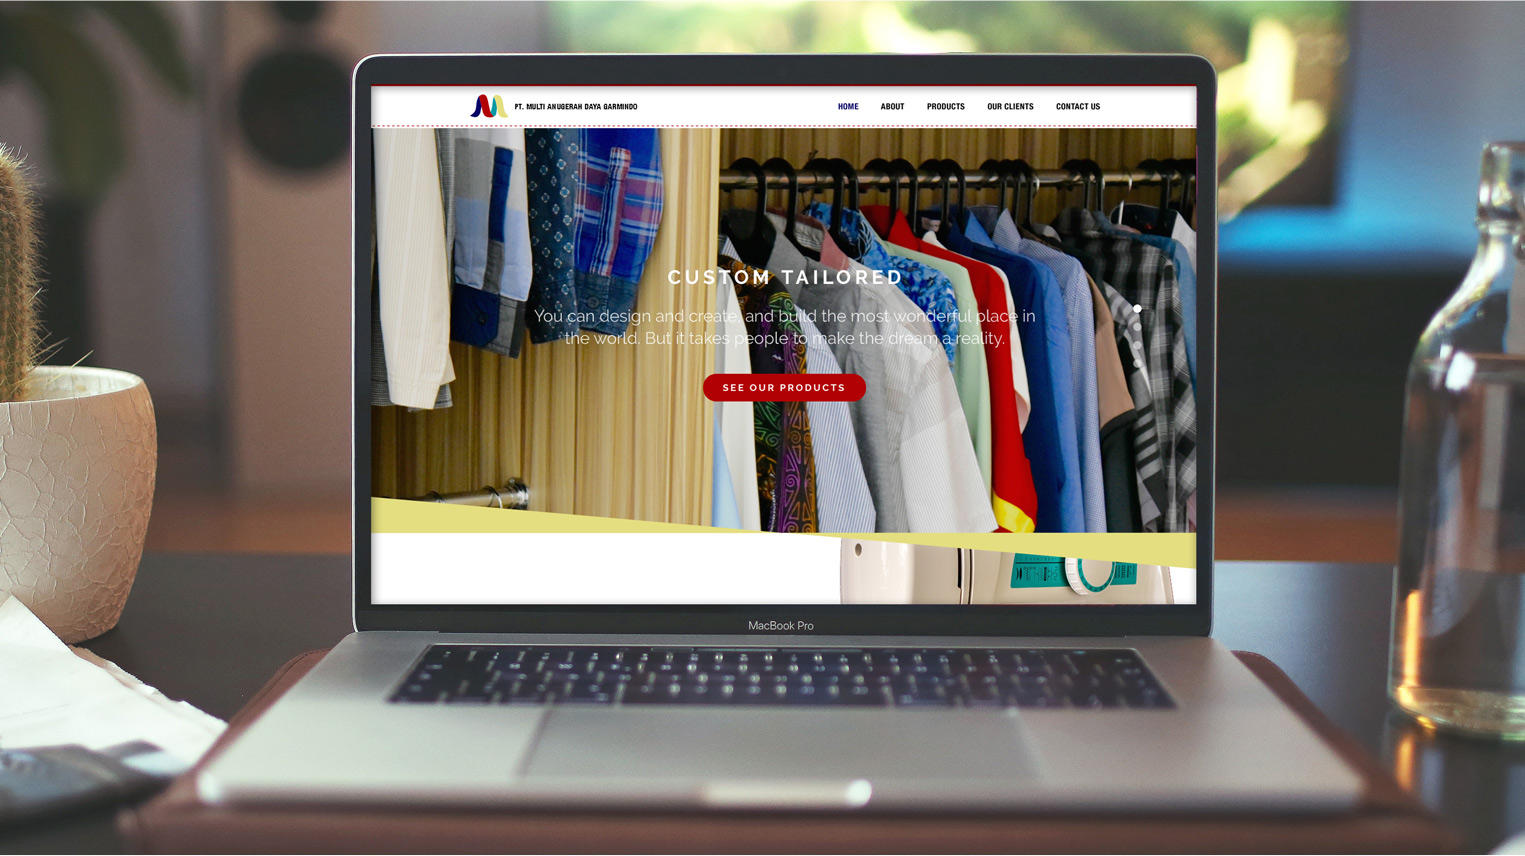 PT. MULTI ANUGERAH DAYA GARMINDO
HOME ABOUT PRODUCTS OUR CLIENTS CONTACT US
CUSTOM TAILORED
You can design and create, and build the most wonderful place in
the world. But it takes people to make the dream a reality.
SEE OUR PRODUCTS
MacBook Pro